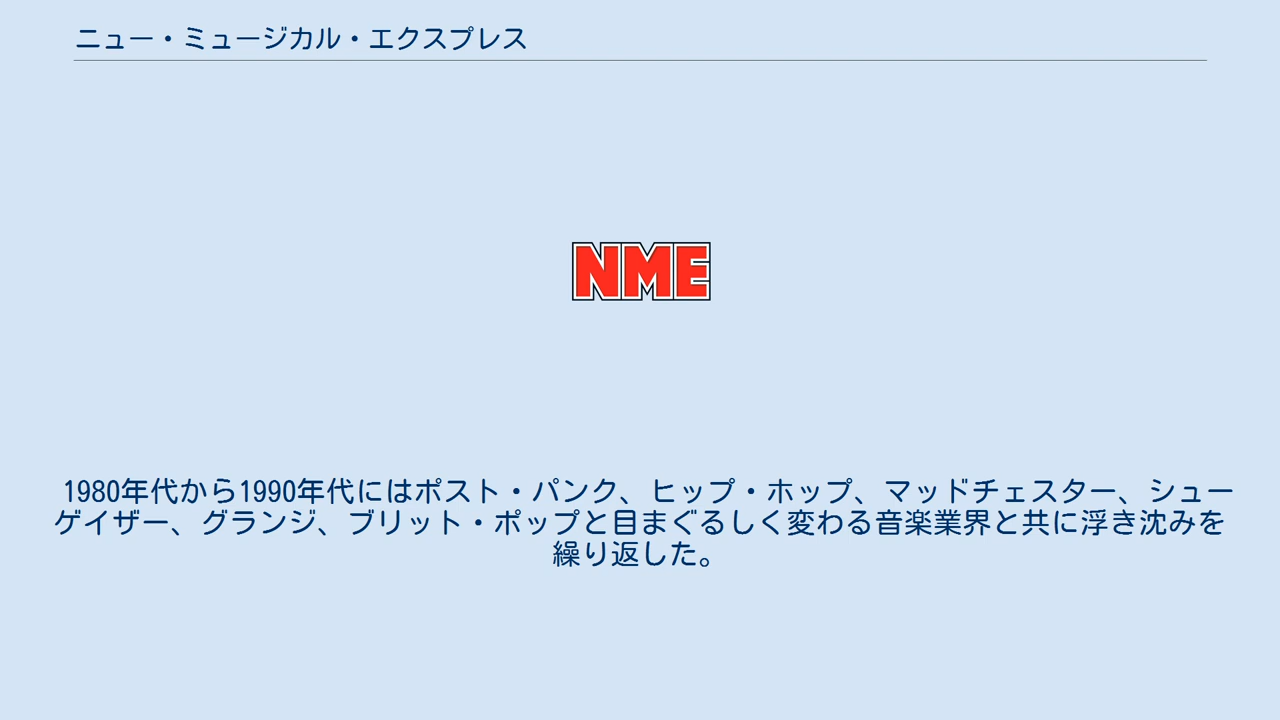 ニュー・ミュージカル・エクスプレス
NME
1980年代から1990年代にはポスト・パンク、ヒップ・ホップ、マッドチェスター、シュー
ゲイザー、グランジ、ブリット・ポップと目まぐるしく変わる音楽業界と共に浮き沈みを
繰り返した。